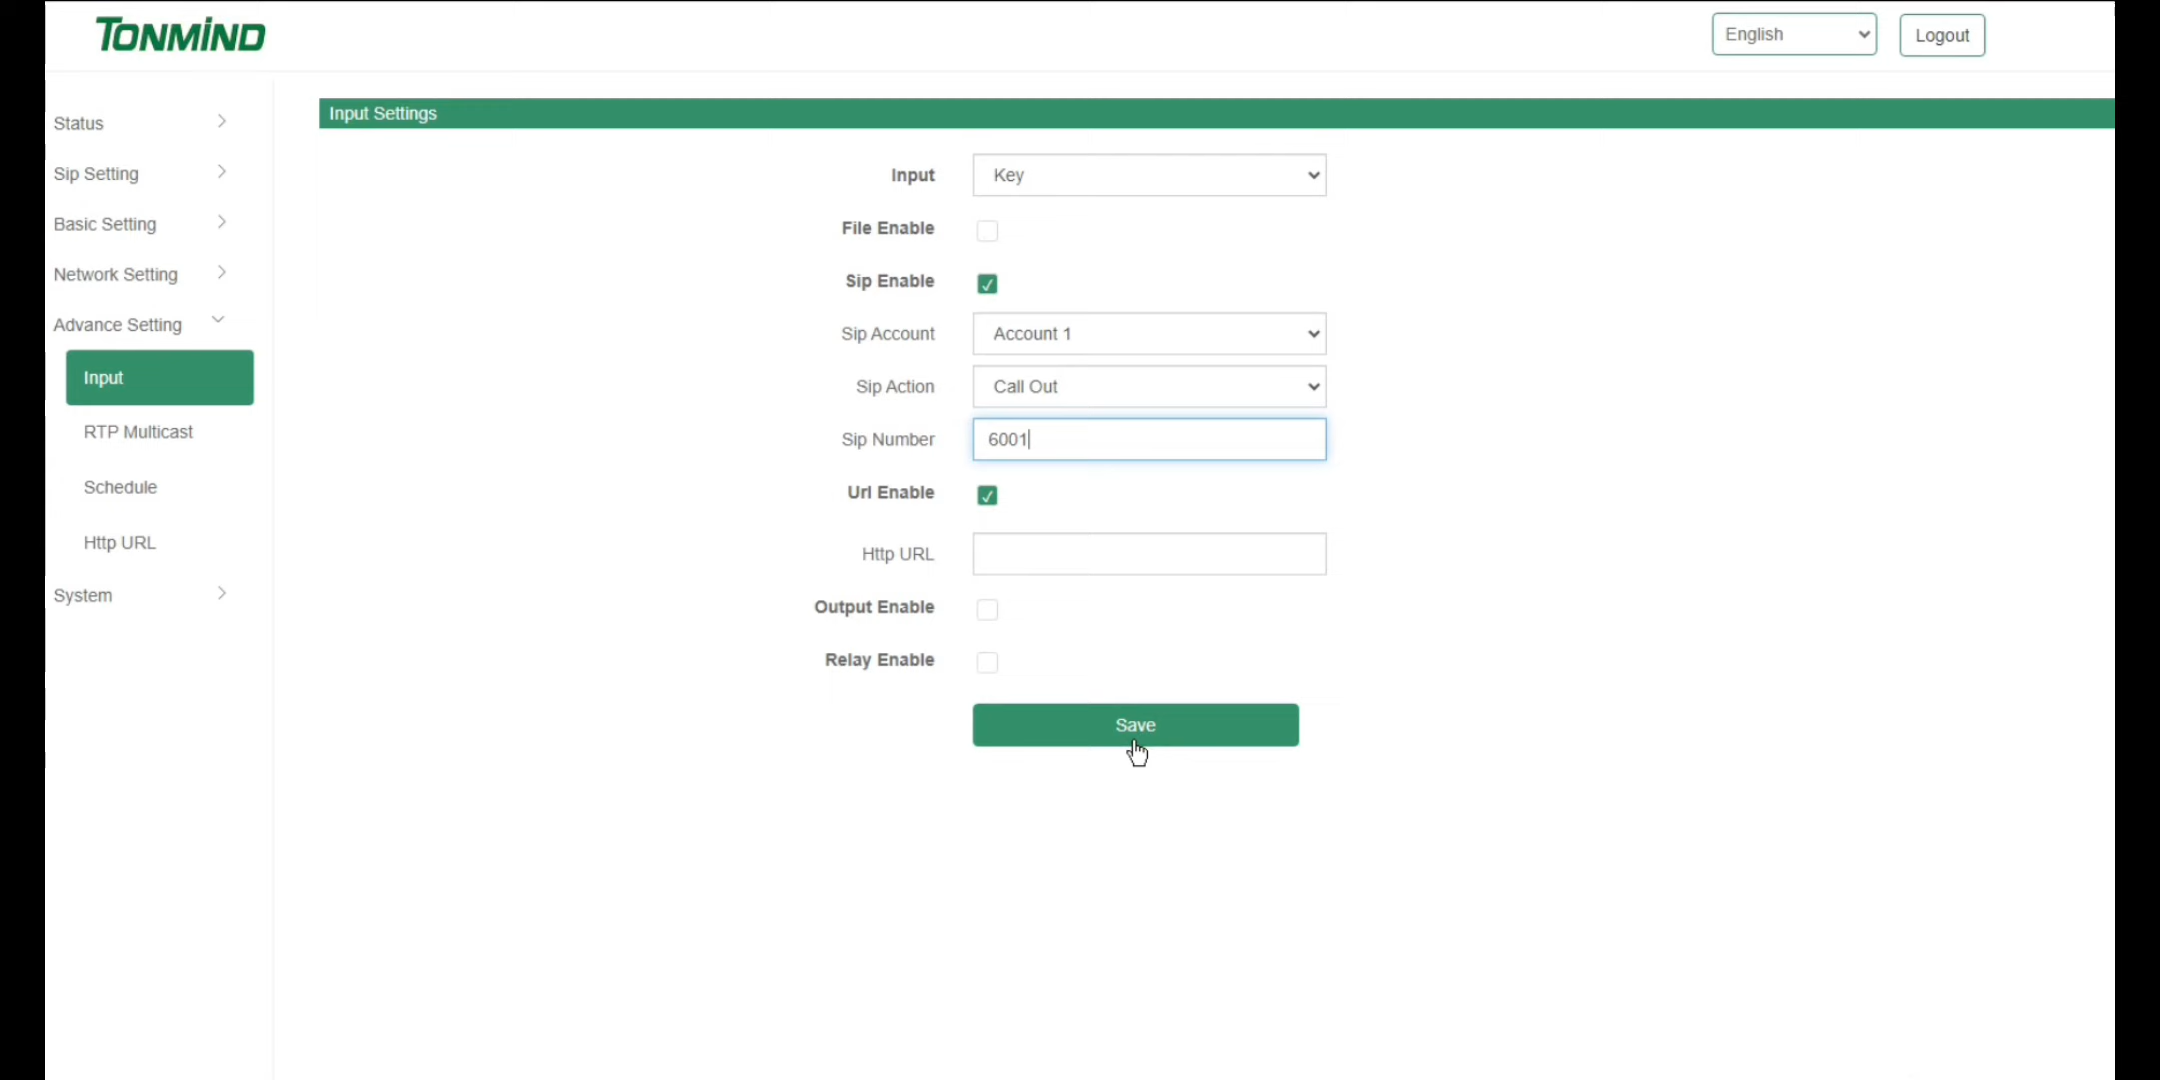 TONMIND
English
Logout
Status
Sip Setting
Basic Setting
Network Setting
Advance Setting
Input
RTP Multicast
Schedule
Http URL
System
Input Settings
Input Key
File Enable
Sip Enable
Sip Account Account 1
Sip Action Call Out
Sip Number 6001
Url Enable
Http URL
Output Enable
Relay Enable
Save